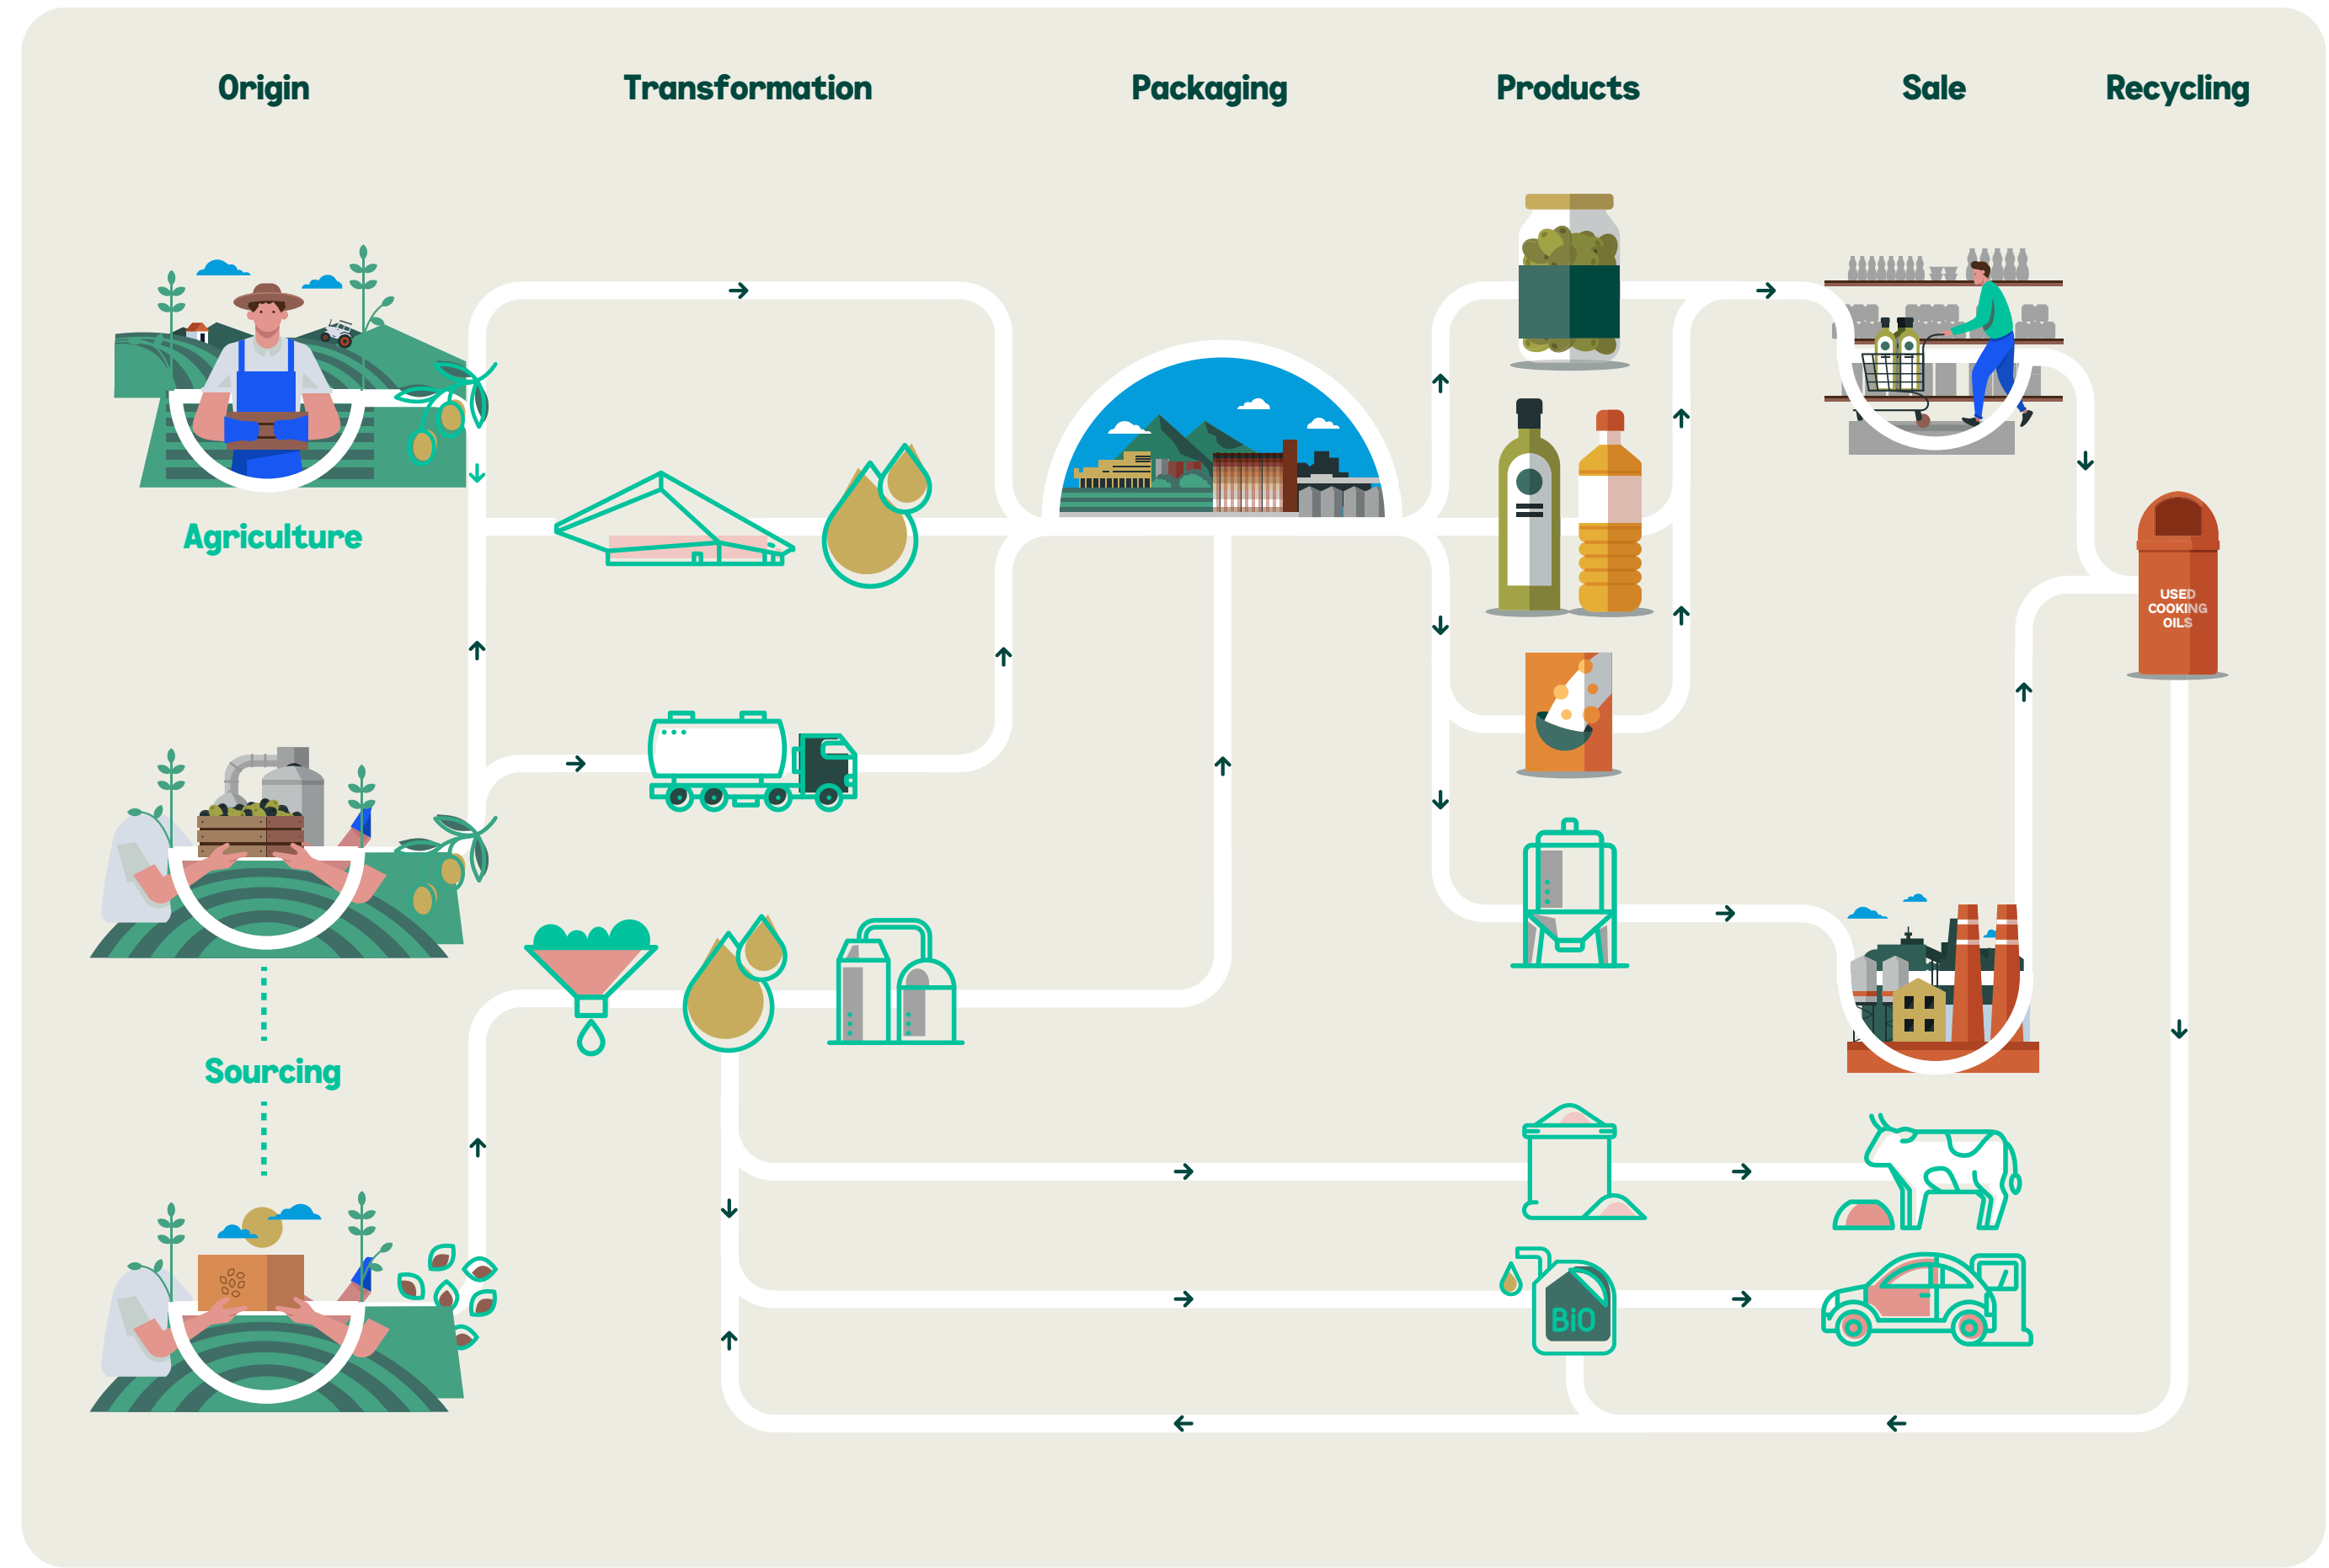 Origin
Transformation
Packaging
Products
Sale
Recycling
Agriculture
USED
COOKING
OILS
Sourcing
BiO